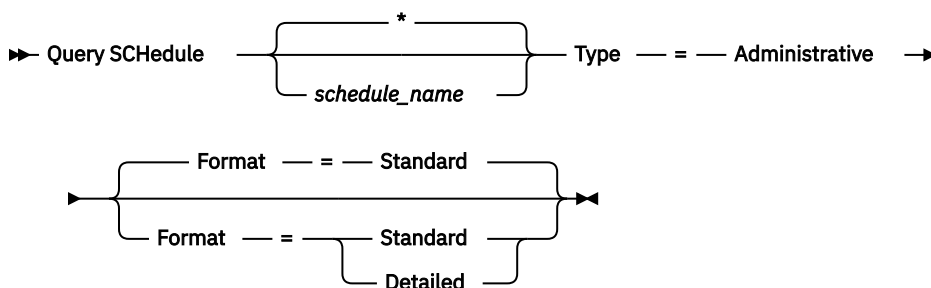 *
Query SCHedule Type = Administrative
schedule_name
Format = Standard
Format = Standard
Detailed